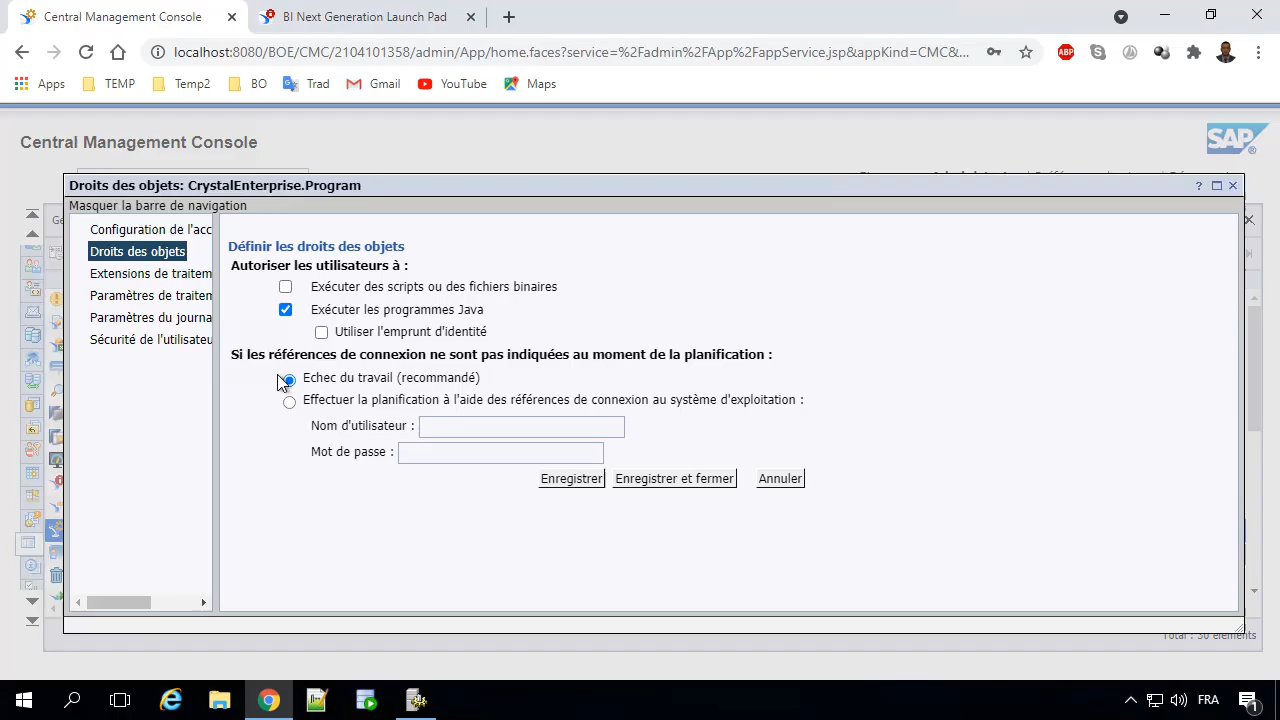 Central Management Console
BI Next Generation Launch Pad
localhost:8080/BOE/CMC/2104101358/admin/App/home.faces?service=%2Fadmin%2FApp%2FappService.jsp&appKind=CMC&...
Apps
TEMP
Temp2
BO
Trad
Gmail
YouTube
Maps
ABP
Central Management Console
SAP
Droits des objets: CrystalEnterprise.Program
Masquer la barre de navigation
Configuration de l'acc
Droits des objets
Extensions de traitem
Paramètres de traitem
Paramètres du journa
Sécurité de l'utilisateu
Définir les droits des objets
Autoriser les utilisateurs à :
Exécuter des scripts ou des fichiers binaires
Exécuter les programmes Java
Utiliser l'emprunt d'identité
Si les références de connexion ne sont pas indiquées au moment de la planification :
Echec du travail (recommandé)
Effectuer la planification à l'aide des références de connexion au système d'exploitation :
Nom d'utilisateur :
Mot de passe :
Enregistrer
Enregistrer et fermer
Annuler
Total : 30 éléments
FRA
1